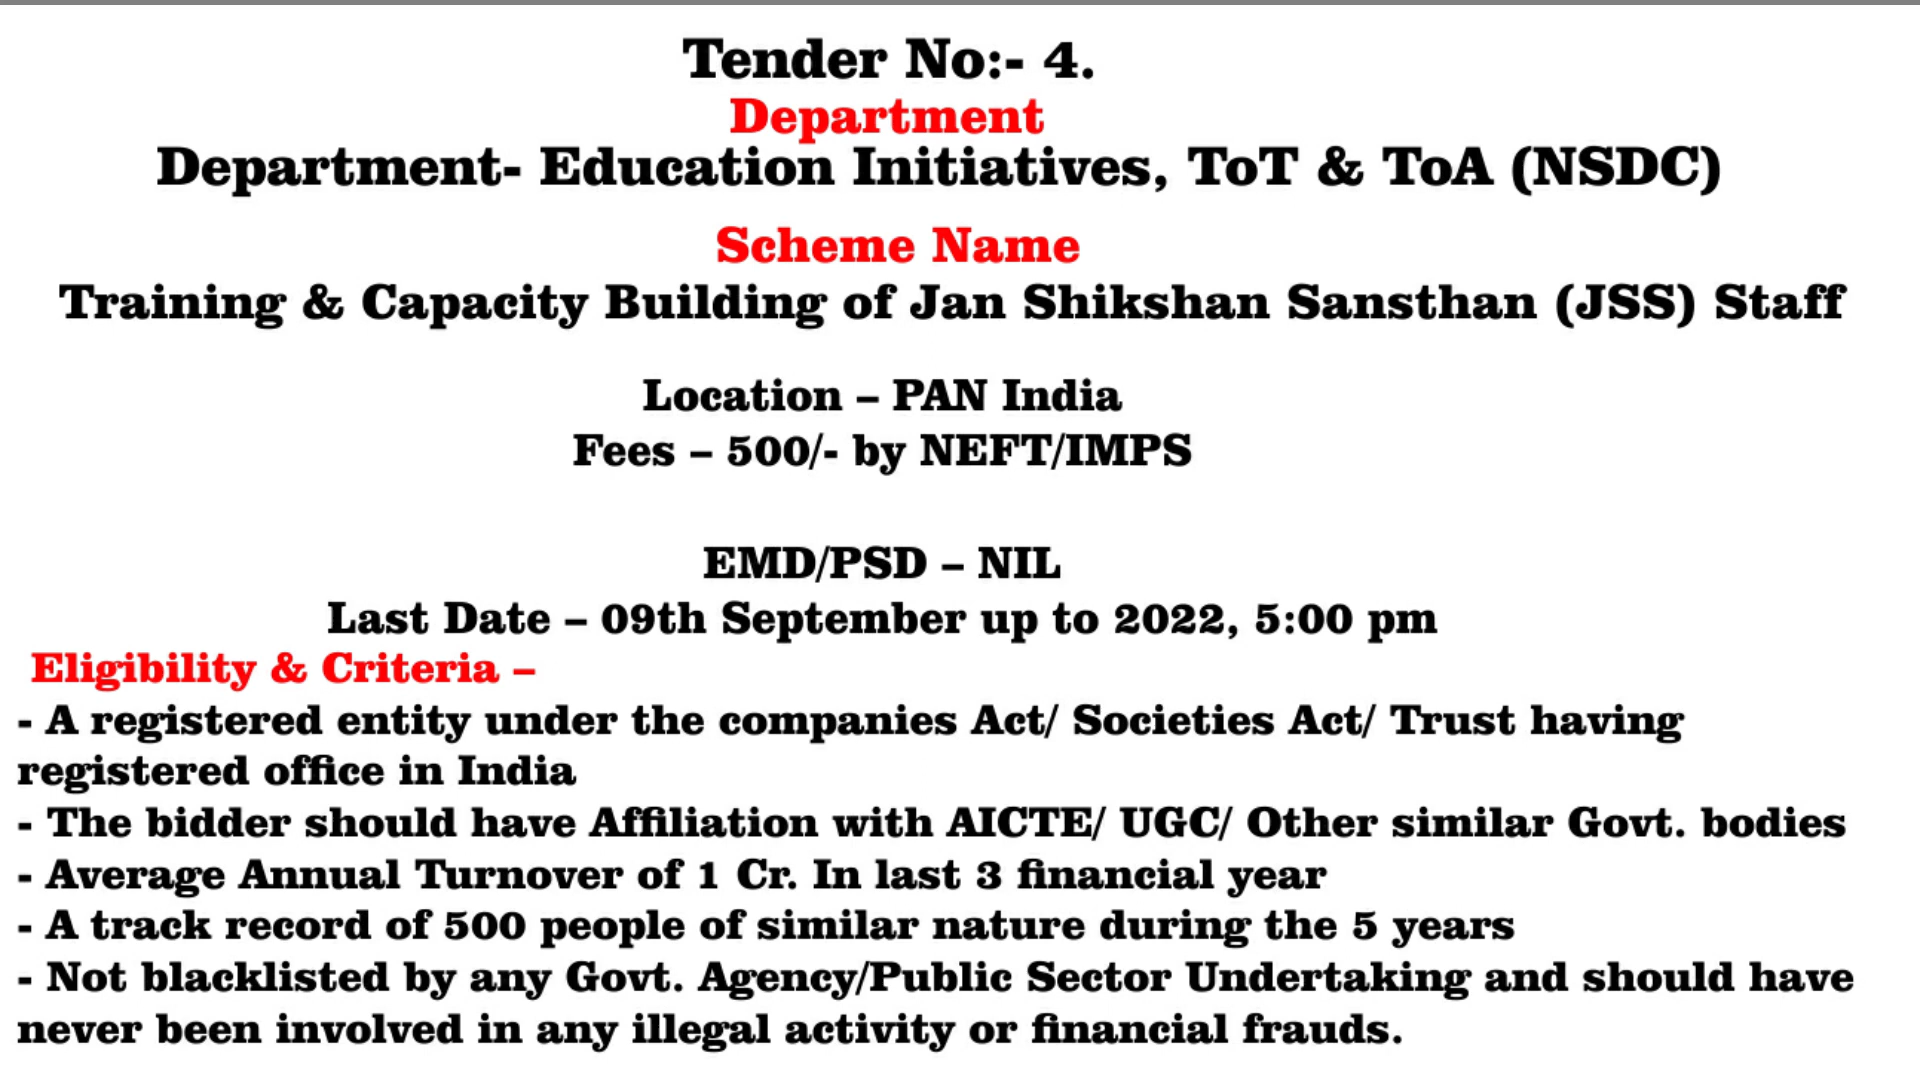 Tender No:- 4.
Department
Department- Education Initiatives, ToT & ToA (NSDC)
Scheme Name
Training & Capacity Building of Jan Shikshan Sansthan (JSS) Staff
Location – PAN India
Fees – 500/- by NEFT/IMPS
EMD/PSD – NIL
Last Date – 09th September up to 2022, 5:00 pm
Eligibility & Criteria –
- A registered entity under the companies Act/ Societies Act/ Trust having
registered office in India
- The bidder should have Affiliation with AICTE/ UGC/ Other similar Govt. bodies
- Average Annual Turnover of 1 Cr. In last 3 financial year
- A track record of 500 people of similar nature during the 5 years
- Not blacklisted by any Govt. Agency/Public Sector Undertaking and should have
never been involved in any illegal activity or financial frauds.